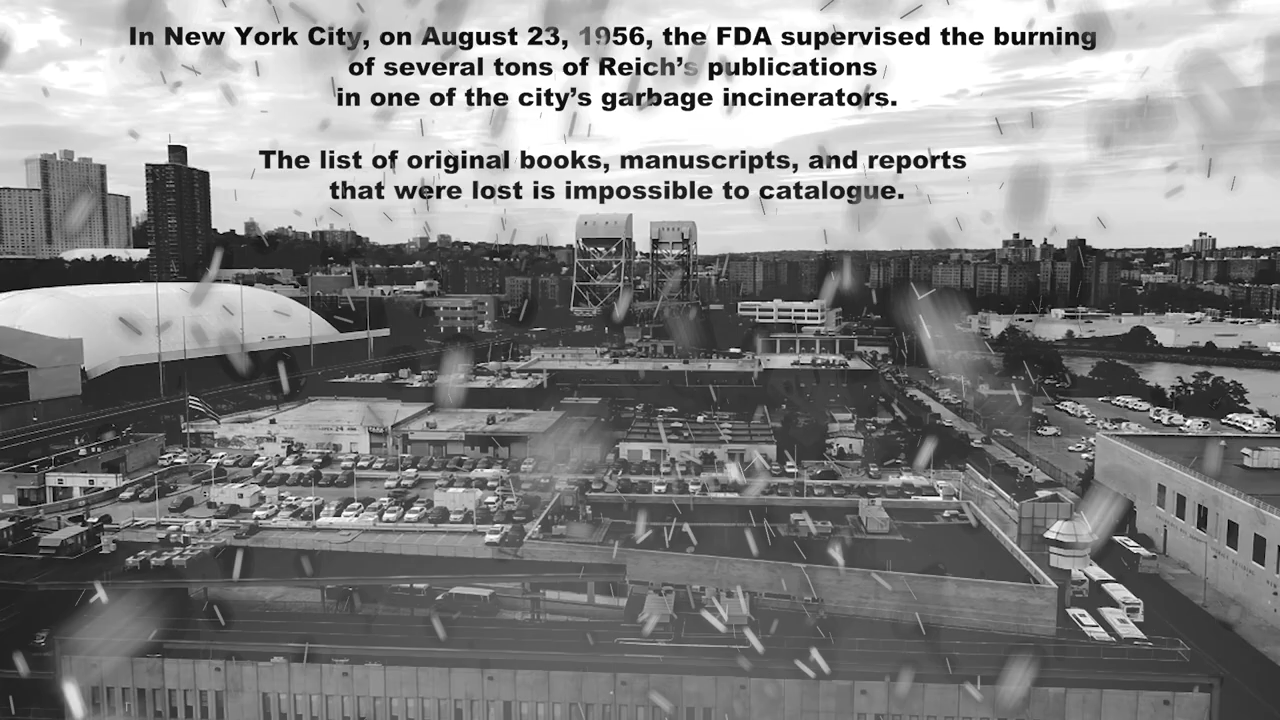 In New York City, on August 23, 1956, the FDA supervised the burning
of several tons of Reich's publications
in one of the city's garbage incinerators.
The list of original books, manuscripts, and reports
that were lost is impossible to catalogue.